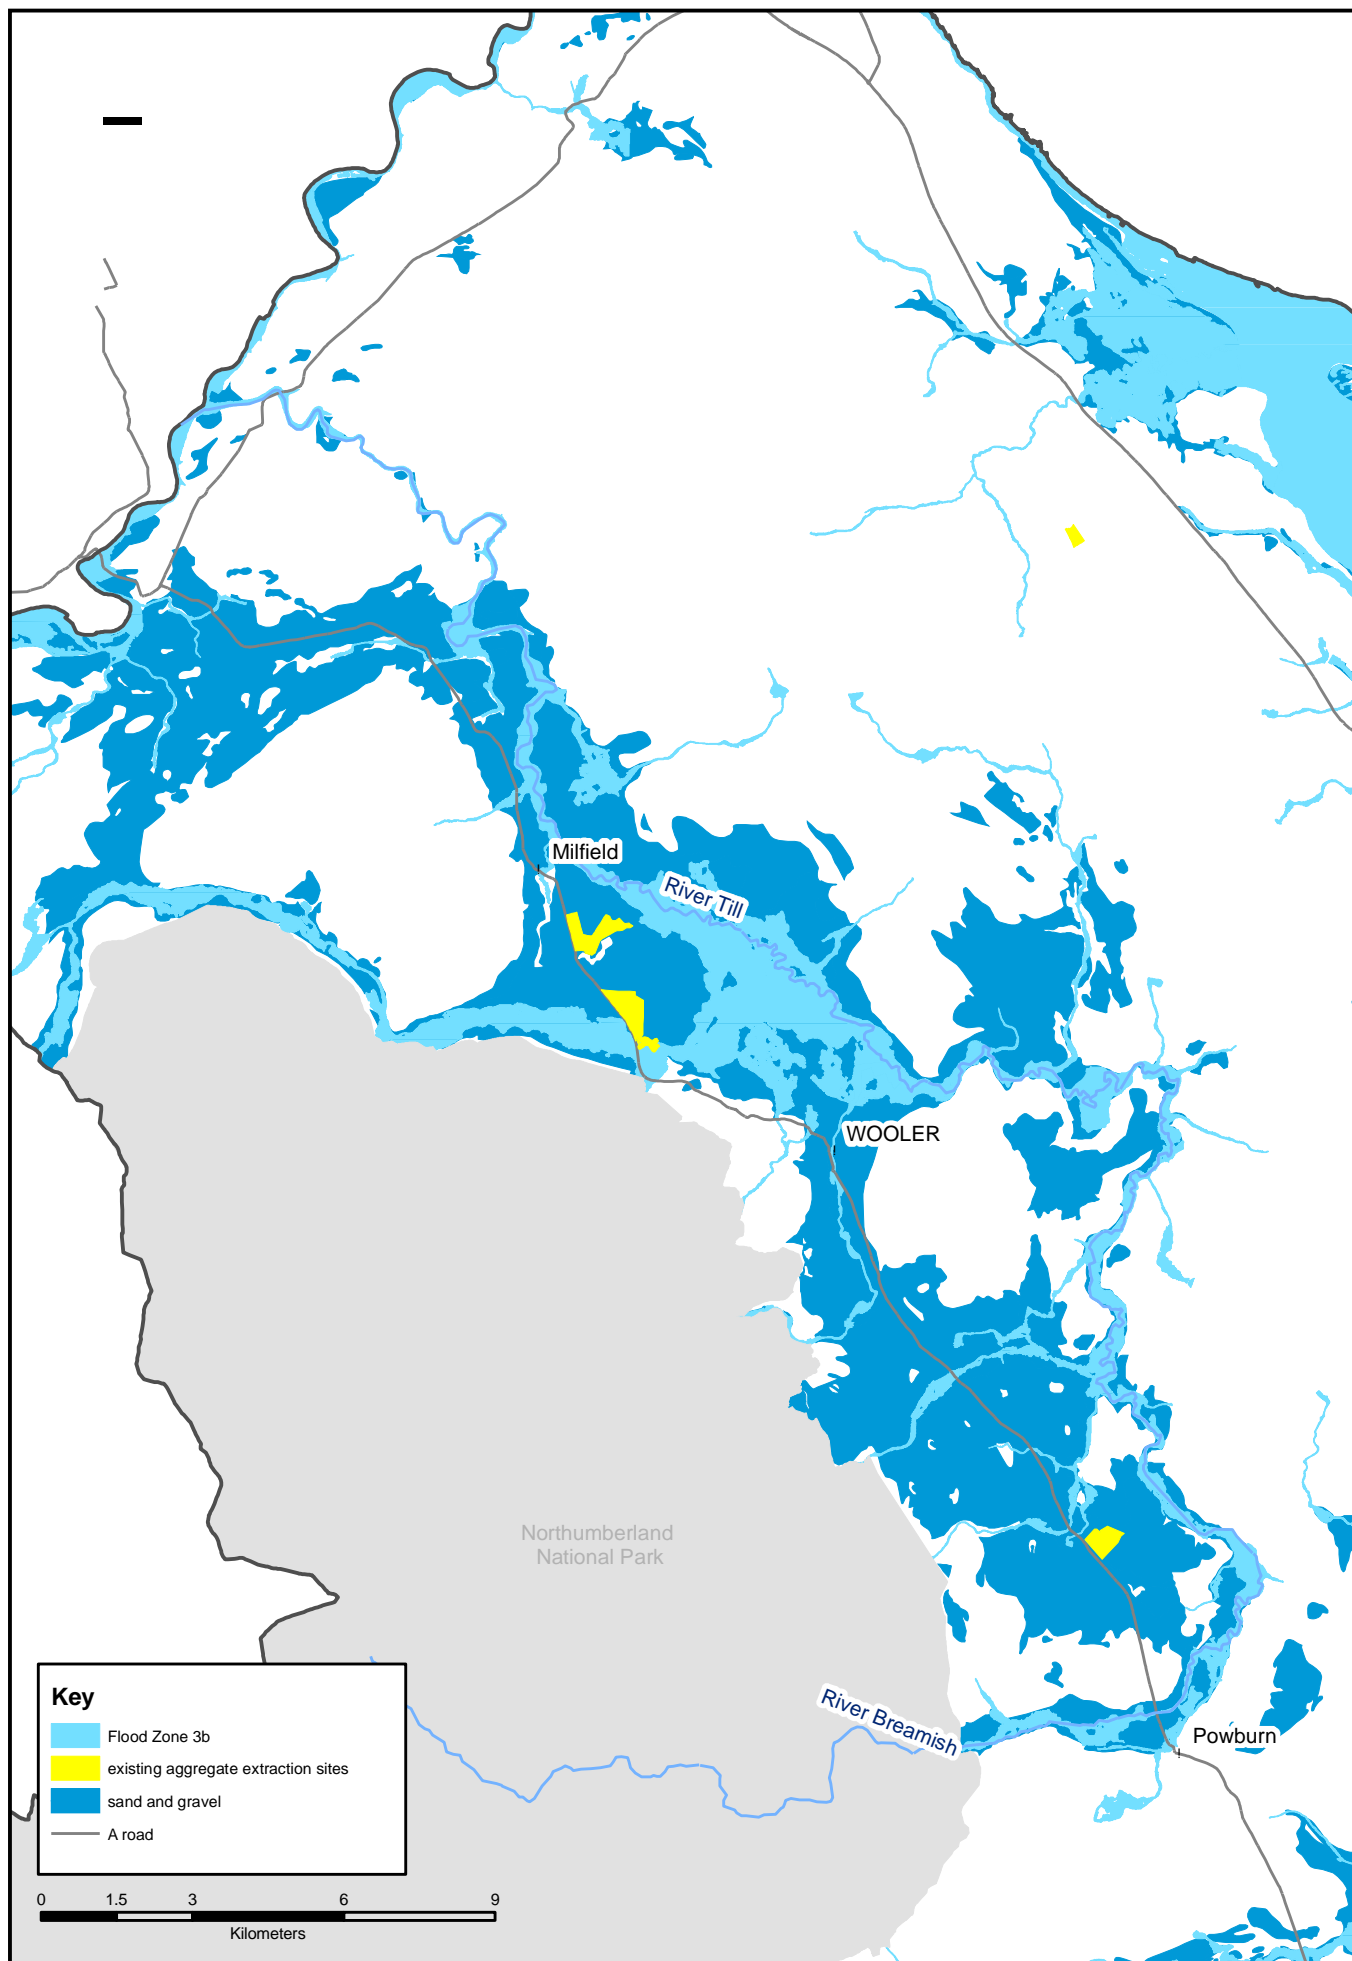 Milfield
River Till
WOOLER
Northumberland
National Park
River Breamish
Powburn
Key
Flood Zone 3b
existing aggregate extraction sites
sand and gravel
A road
0 1.5 3 6 9
Kilometers